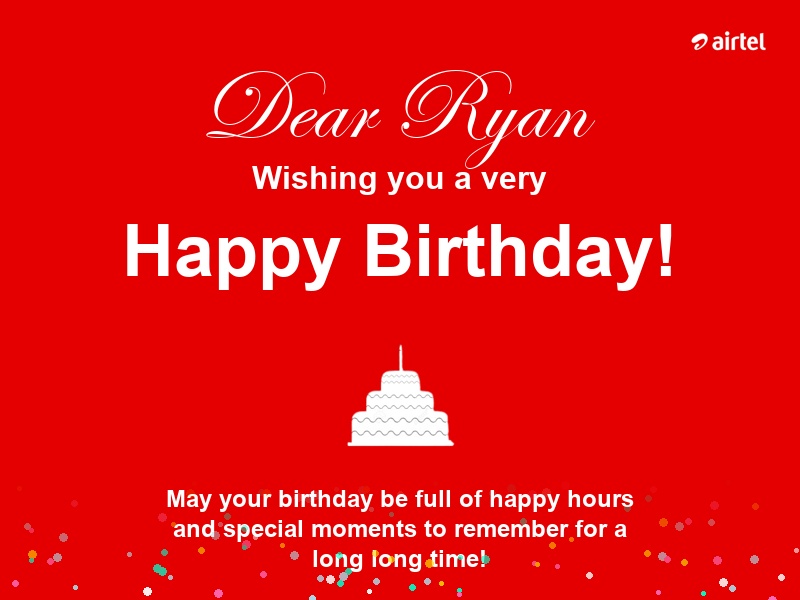 airtel
Dear Ryan
Wishing you a very
Happy Birthday!
May your birthday be full of happy hours
and special moments to remember for a
long long time!